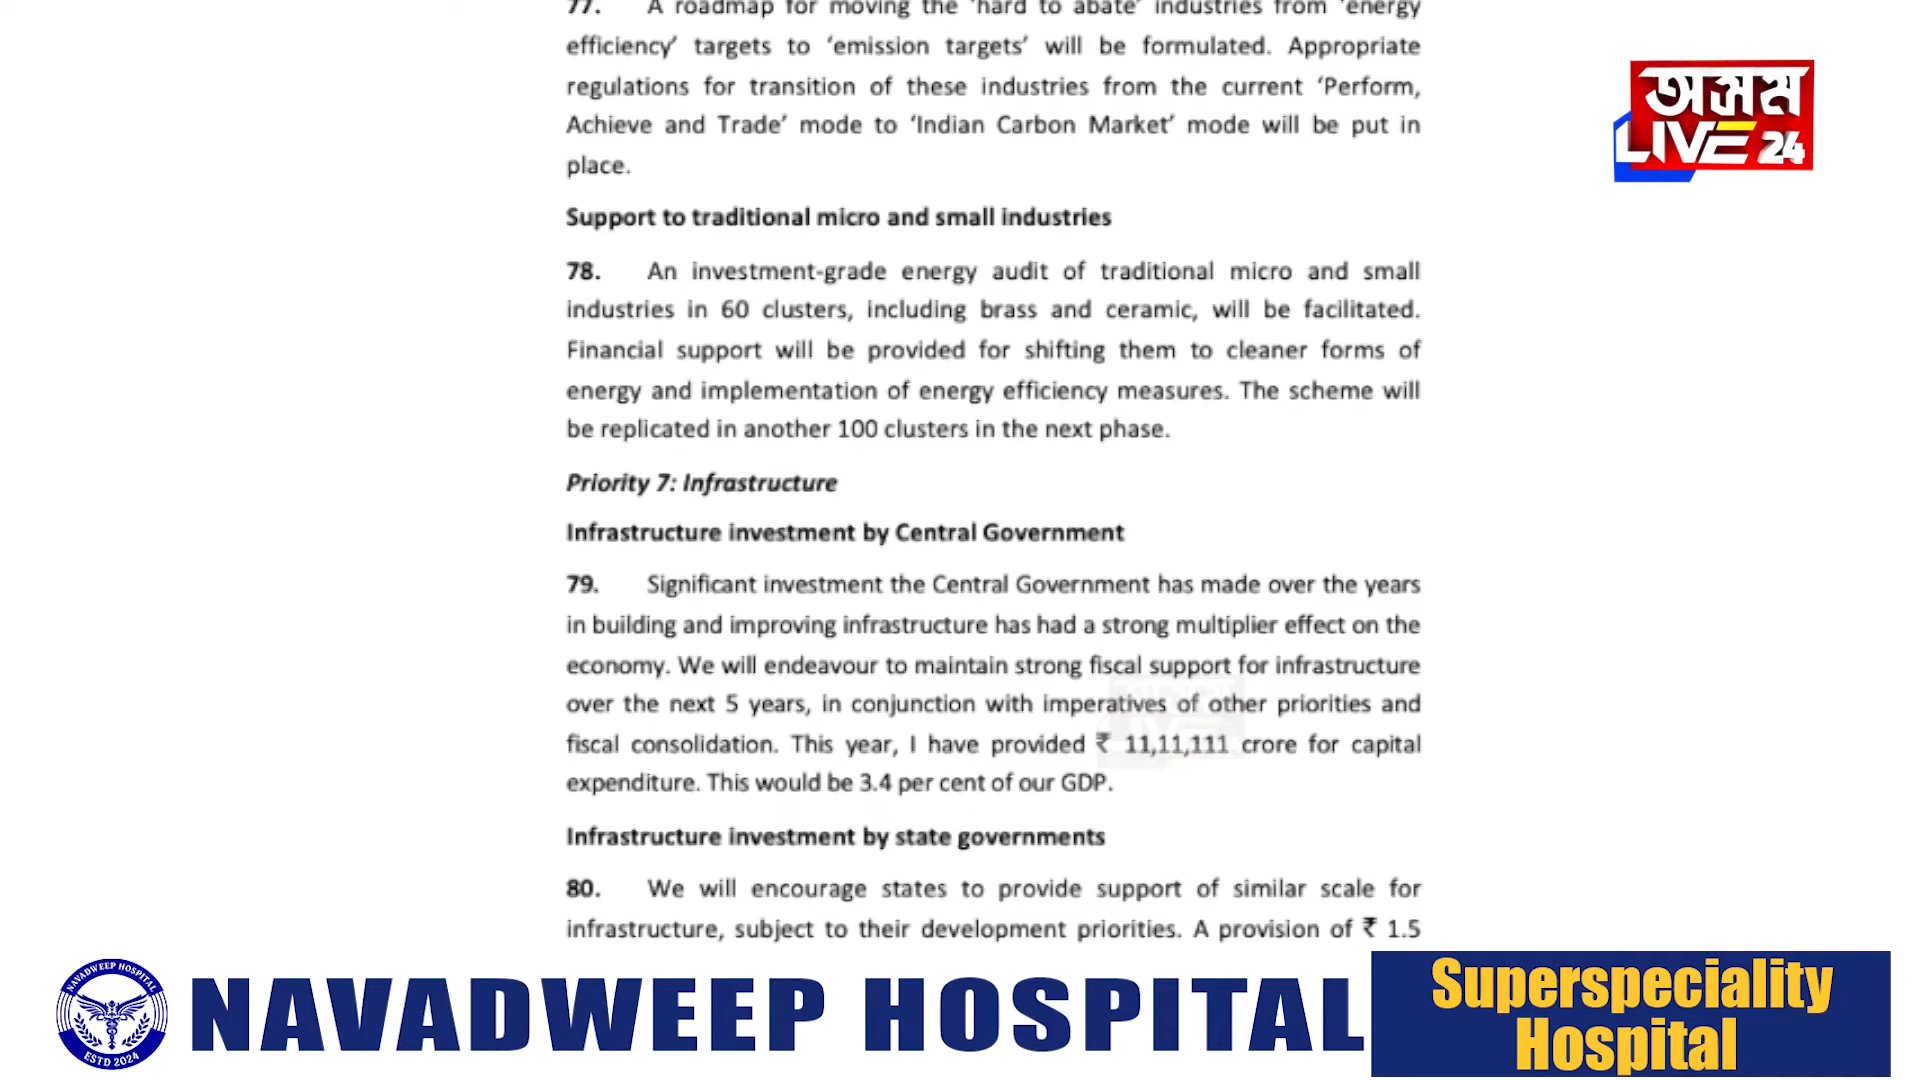 77. A roadmap for moving the ‘hard to abate’ industries from ‘energy
efficiency’ targets to ‘emission targets’ will be formulated. Appropriate
regulations for transition of these industries from the current ‘Perform,
Achieve and Trade’ mode to ‘Indian Carbon Market’ mode will be put in
place.
Support to traditional micro and small industries
78. An investment-grade energy audit of traditional micro and small
industries in 60 clusters, including brass and ceramic, will be facilitated.
Financial support will be provided for shifting them to cleaner forms of
energy and implementation of energy efficiency measures. The scheme will
be replicated in another 100 clusters in the next phase.
Priority 7: Infrastructure
Infrastructure investment by Central Government
79. Significant investment the Central Government has made over the years
in building and improving infrastructure has had a strong multiplier effect on the
economy. We will endeavour to maintain strong fiscal support for infrastructure
over the next 5 years, in conjunction with imperatives of other priorities and
fiscal consolidation. This year, I have provided ₹ 11,11,111 crore for capital
expenditure. This would be 3.4 per cent of our GDP.
Infrastructure investment by state governments
80. We will encourage states to provide support of similar scale for
infrastructure, subject to their development priorities. A provision of ₹ 1.5
অসম
LIVE 24
অসম
LIVE
NAVADWEEP HOSPITAL
ESTD 2024
NAVADWEEP HOSPITAL
Superspeciality
Hospital